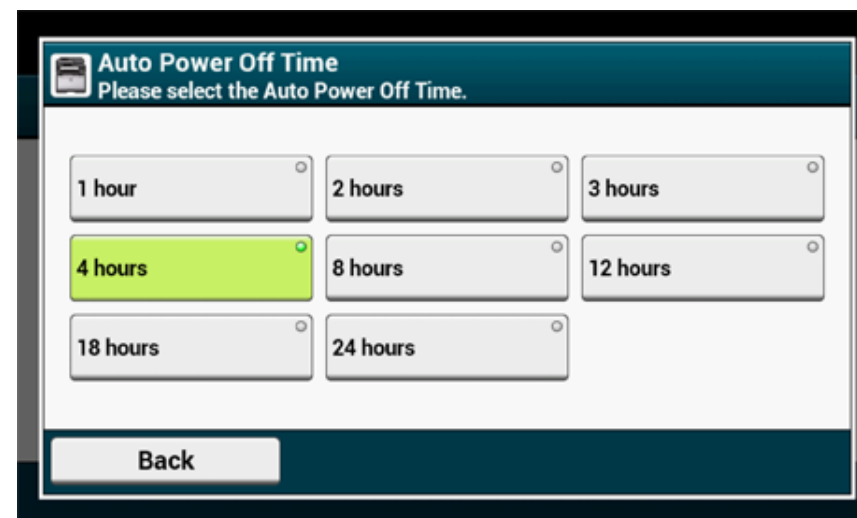 Auto Power Off Time
Please select the Auto Power Off Time.
1 hour
2 hours
3 hours
4 hours
8 hours
12 hours
18 hours
24 hours
Back